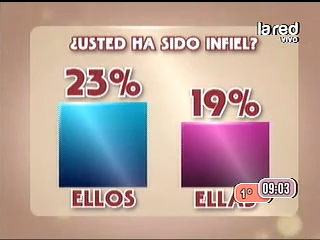 ¿USTED HA SIDO INFIEL?
la red
vivo
23%
19%
ELLOS
ELLAS
1°
09:03